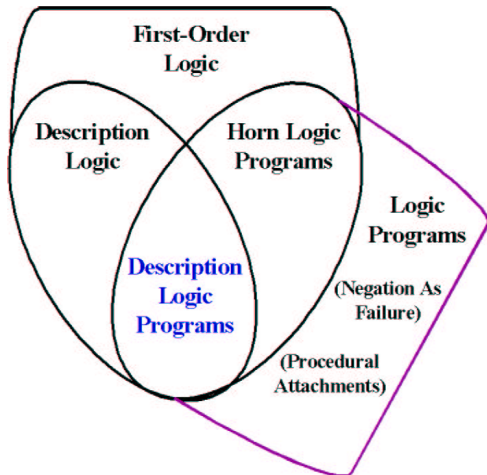 First-Order
Logic
Description
Logic
Horn Logic
Programs
Logic
Programs
Description
Logic
Programs
(Negation As
Failure)
(Procedural
Attachments)